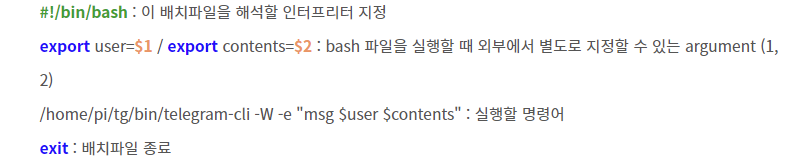 #!/bin/bash : 이 배치파일을 해석할 인터프리터 지정
export user=$1 / export contents=$2 : bash 파일을 실행할 때 외부에서 별도로 지정할 수 있는 argument (1,
2)
/home/pi/tg/bin/telegram-cli -W -e "msg $user $contents" : 실행할 명령어
exit : 배치파일 종료